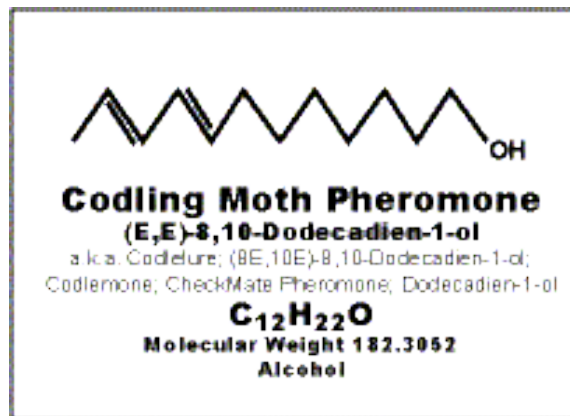 OH
Codling Moth Pheromone
(E,E)-8,10-Dodecadien-1-ol
a.k.a. Codlelure; (8E,10E)-8,10-Dodecadien-1-ol;
Codlemone; CheckMate Pheromone; Dodecadien-1-ol
C₁₂H₂₂O
Molecular Weight 182.3052
Alcohol